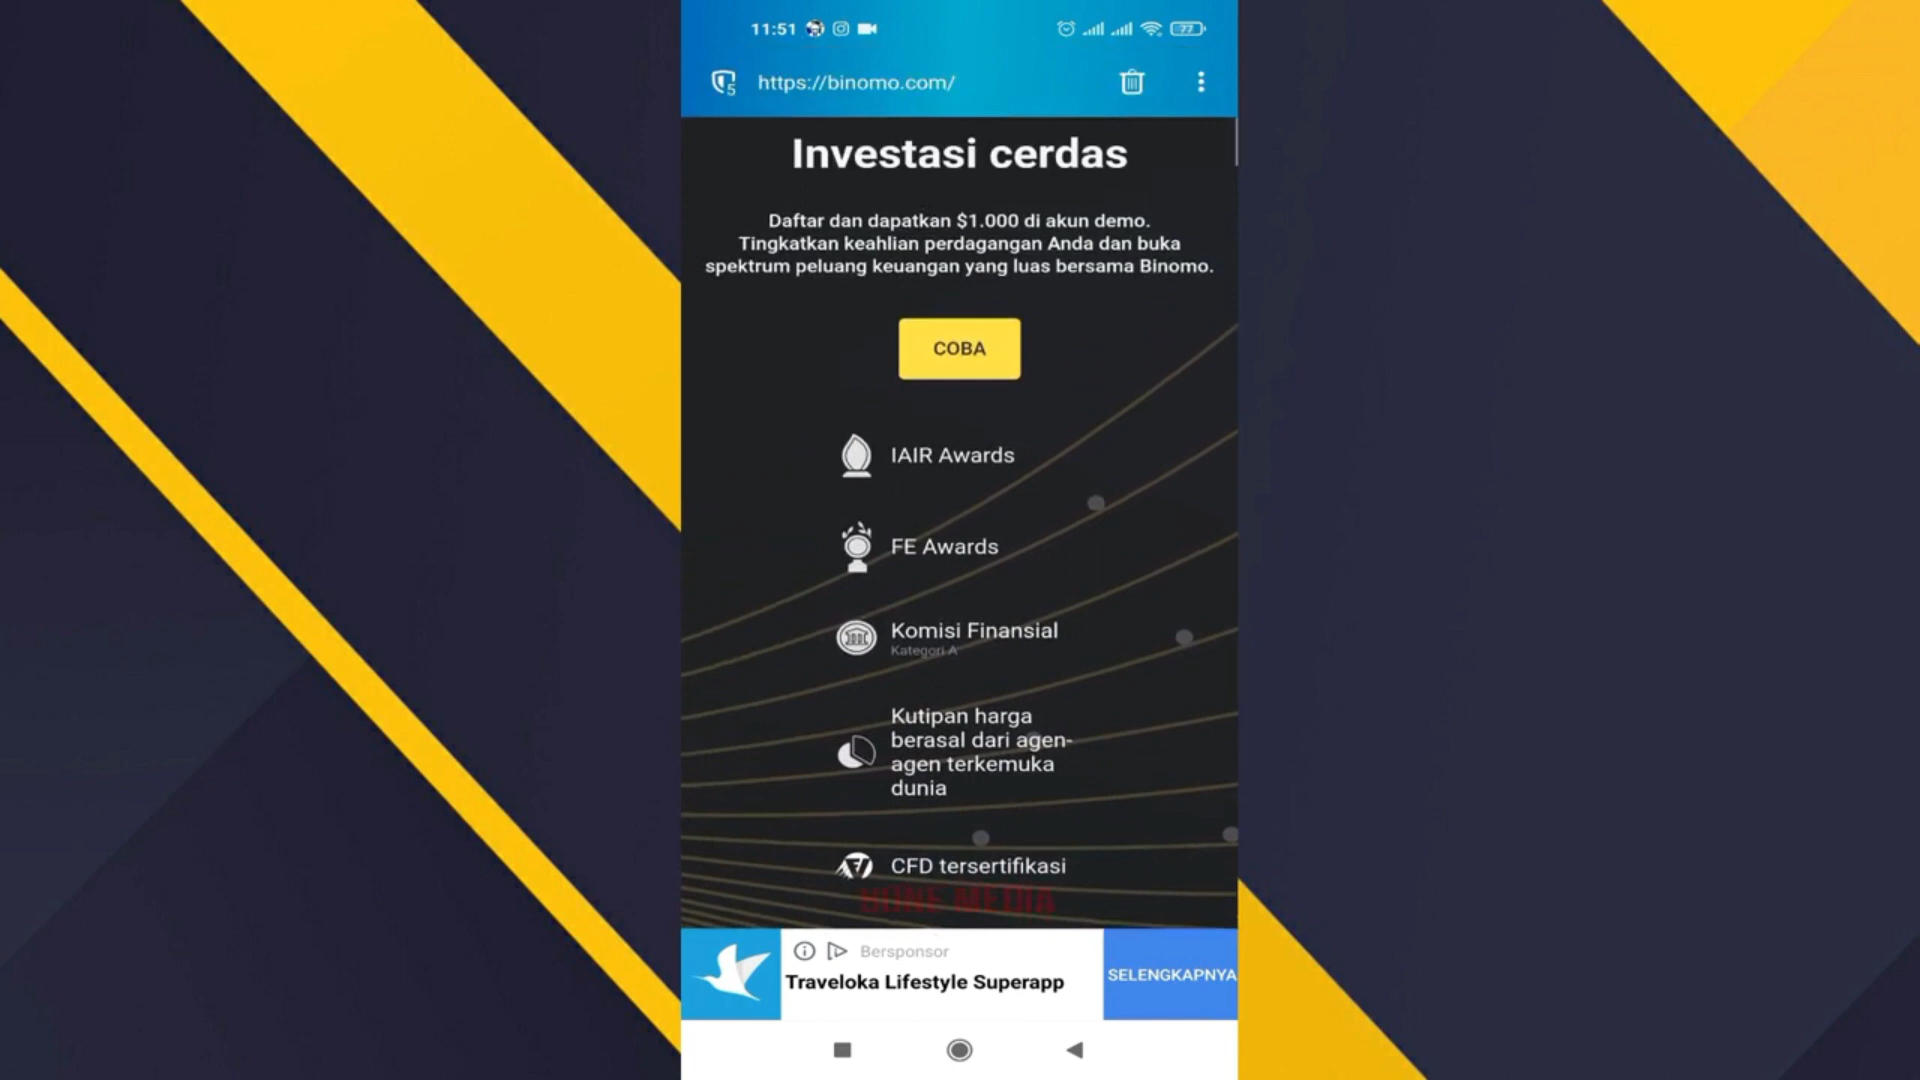 11:51
77
5
https://binomo.com/
Investasi cerdas
Daftar dan dapatkan $1.000 di akun demo.
Tingkatkan keahlian perdagangan Anda dan buka
spektrum peluang keuangan yang luas bersama Binomo.
COBA
IAIR Awards
FE Awards
Komisi Finansial
Kategori A
Kutipan harga
berasal dari agen-
agen terkemuka
dunia
CFD tersertifikasi
Bersponsor
Traveloka Lifestyle Superapp
SELENGKAPNYA